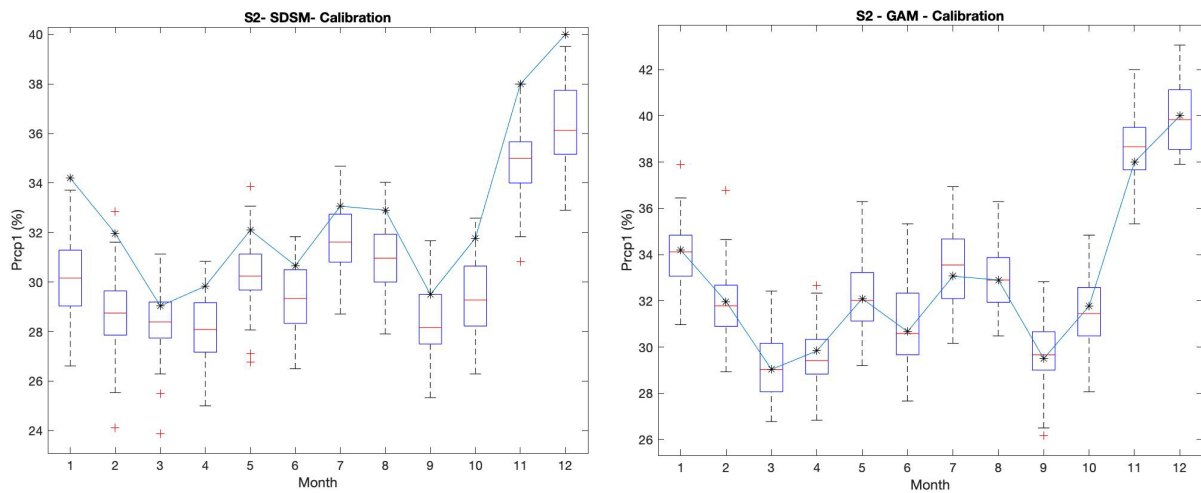 S2- SDSM- Calibration
40
38
36
34
32
30
28
26
24
Prcp1 (%)
1 2 3 4 5 6 7 8 9 10 11 12
Month
S2 - GAM - Calibration
42
40
38
36
34
32
30
28
26
Prcp1 (%)
1 2 3 4 5 6 7 8 9 10 11 12
Month